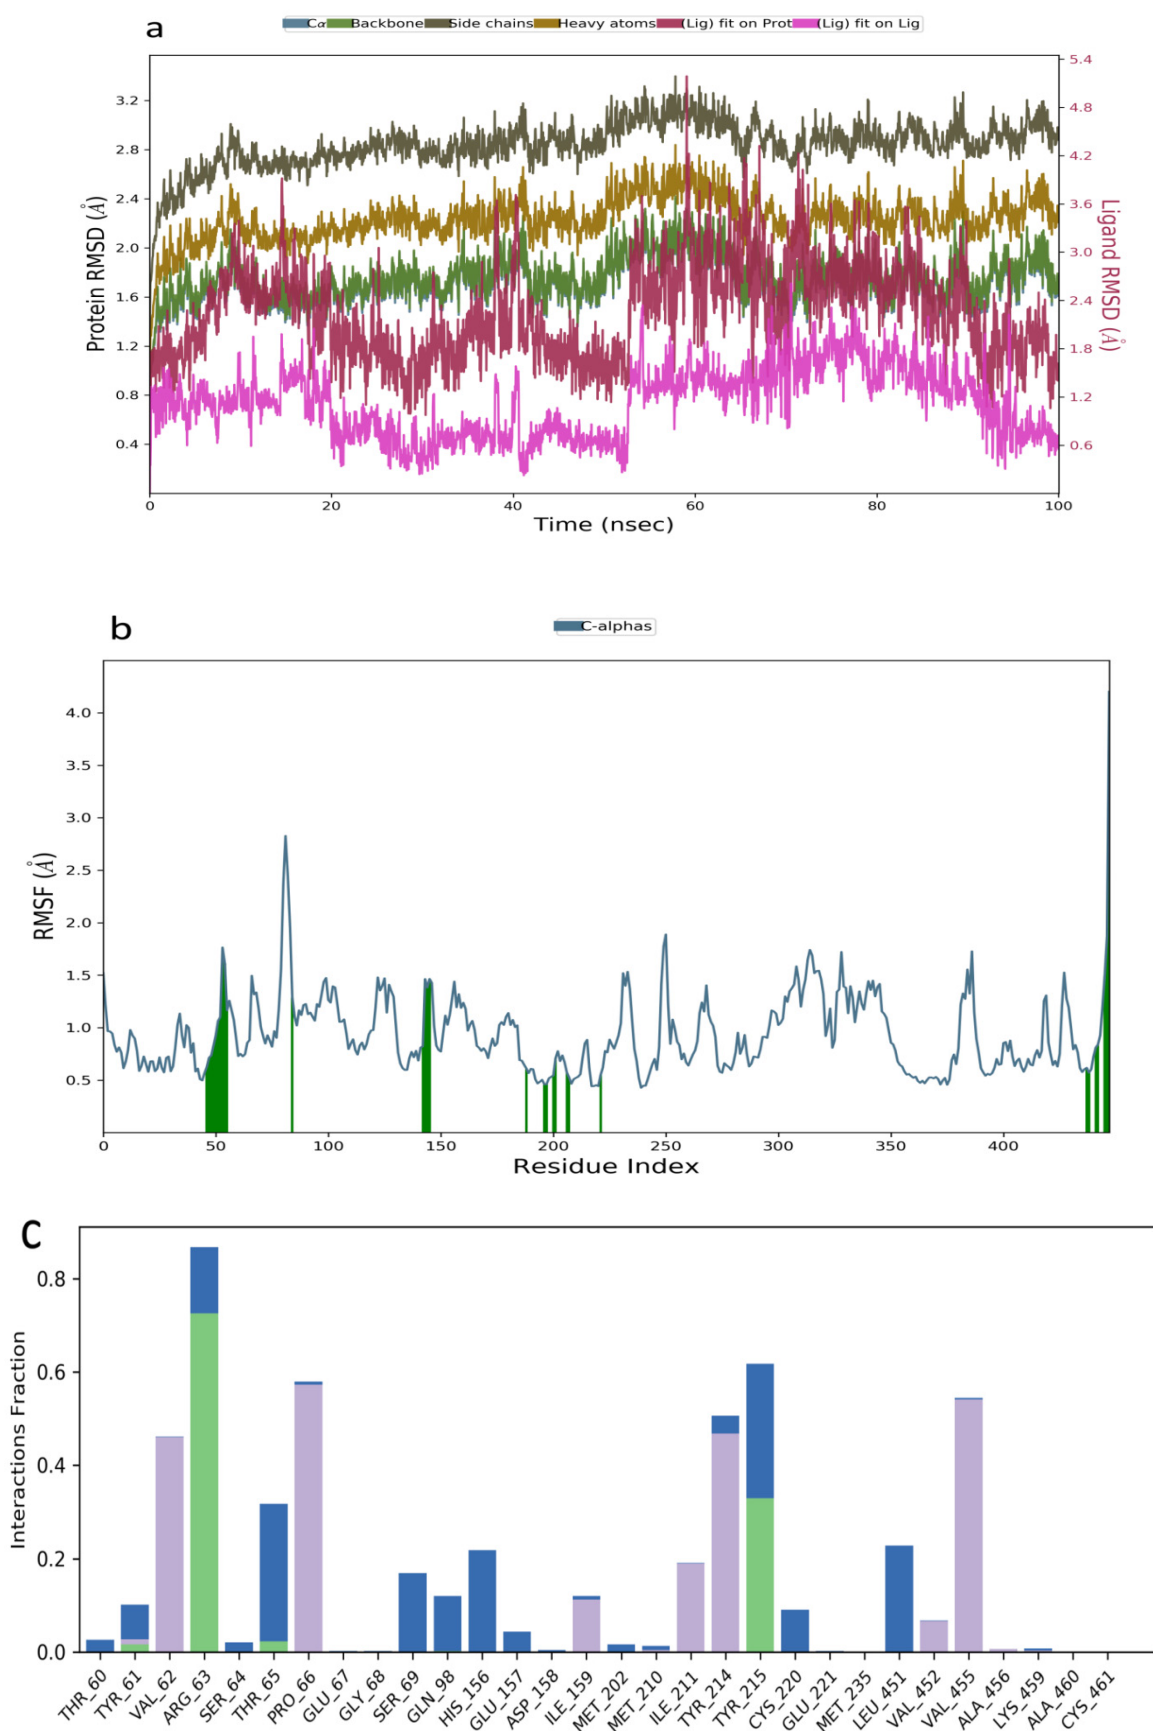 a
Cα Backbone Side chains Heavy atoms (Lig) fit on Prot (Lig) fit on Lig
Protein RMSD (Å)
3.2
2.8
2.4
2.0
1.6
1.2
0.8
0.4
5.4
4.8
4.2
3.6
3.0
2.4
1.8
1.2
0.6
Ligand RMSD (Å)
0 20 40 60 80 100
Time (nsec)
b
C-alphas
RMSF (Å)
4.0
3.5
3.0
2.5
2.0
1.5
1.0
0.5
0 50 100 150 200 250 300 350 400
Residue Index
C
Interactions Fraction
0.8
0.6
0.4
0.2
0.0
THR_60 TYR_61 VAL_62 ARG_63 SER_64 THR_65 PRO_66 GLU_67 GLY_68 SER_69 GLN_98 HIS_156 GLU_157 ASP_158 ILE_159 MET_202 MET_210 ILE_211 TYR_214 TYR_215 CYS_220 GLU_221 MET_235 LEU_451 VAL_452 VAL_455 ALA_456 LYS_459 ALA_460 CYS_461